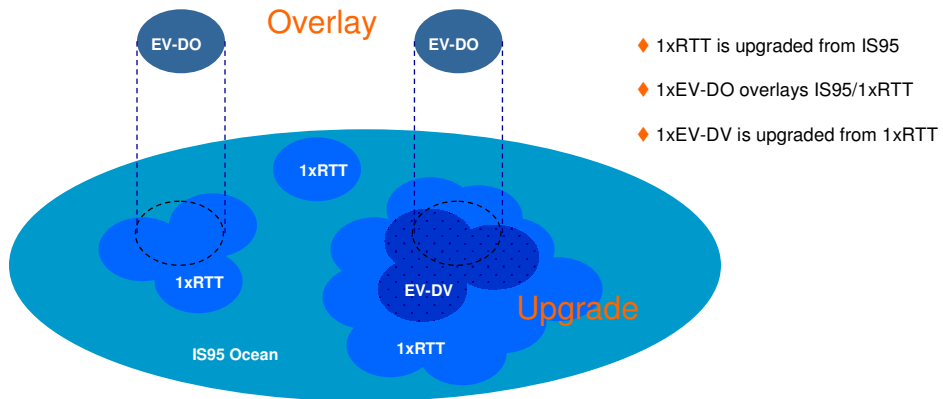 Overlay
EV-DO
EV-DO
1xRTT is upgraded from IS95
1xEV-DO overlays IS95/1xRTT
1xEV-DV is upgraded from 1xRTT
1xRTT
1xRTT
EV-DV
Upgrade
1xRTT
IS95 Ocean